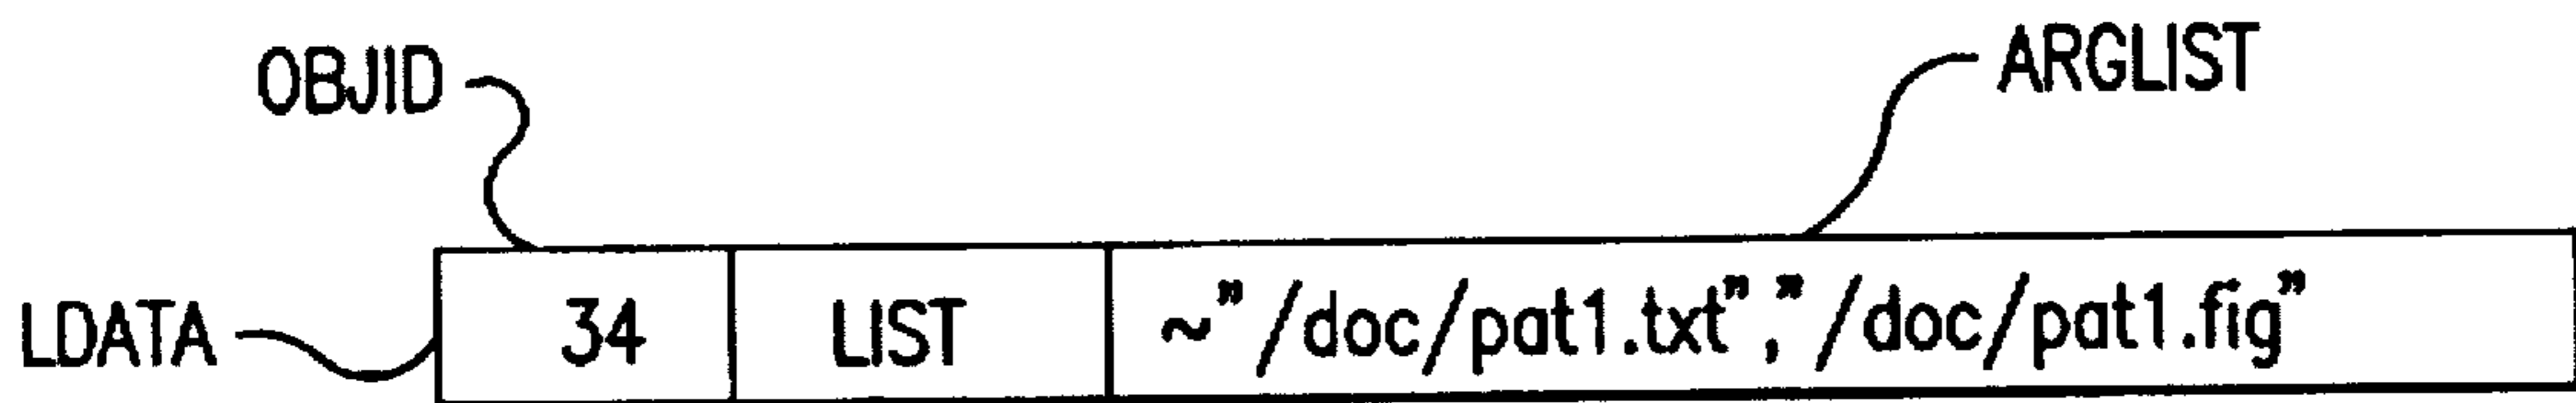 OBJID ARGLIST
LDATA 34 LIST ~"/doc/pat1.txt","/doc/pat1.fig"